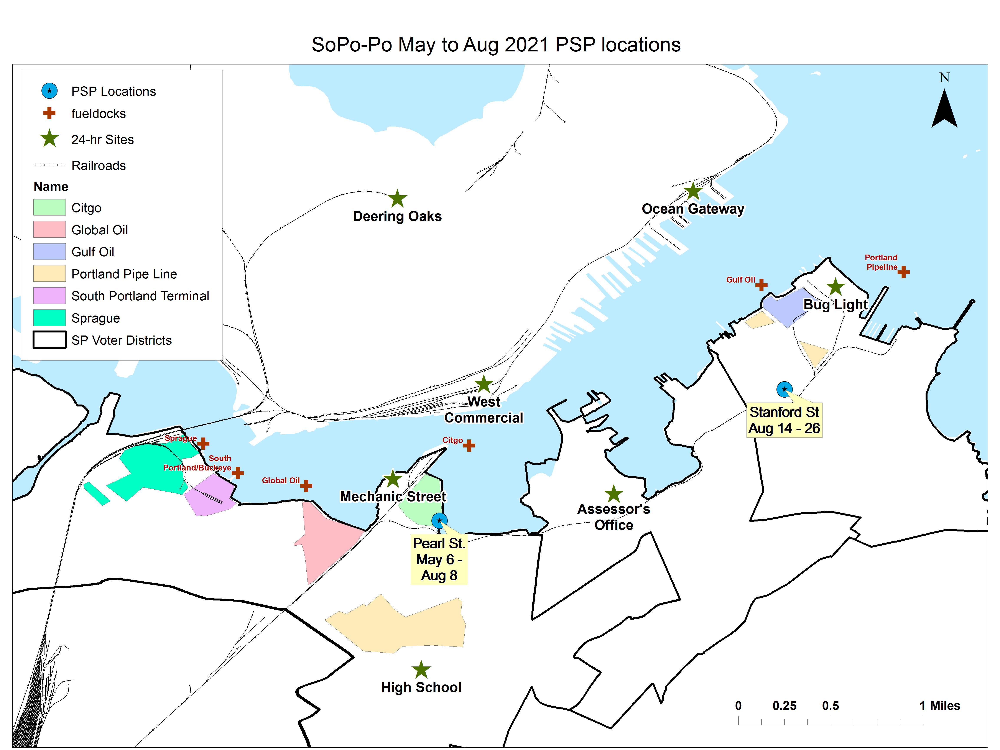 SoPo-Po May to Aug 2021 PSP locations
PSP Locations
fueldocks
24-hr Sites
Railroads
Name
Citgo
Global Oil
Gulf Oil
Portland Pipe Line
South Portland Terminal
Sprague
SP Voter Districts
N
Deering Oaks
Ocean Gateway
Portland
Pipeline
Gulf Oil
Bug Light
West
Commercial
Stanford St
Aug 14 - 26
Sprague
Citgo
South
Portland/Buckeye
Global Oil
Mechanic Street
Assessor's
Office
Pearl St.
May 6 -
Aug 8
High School
0 0.25 0.5 1 Miles